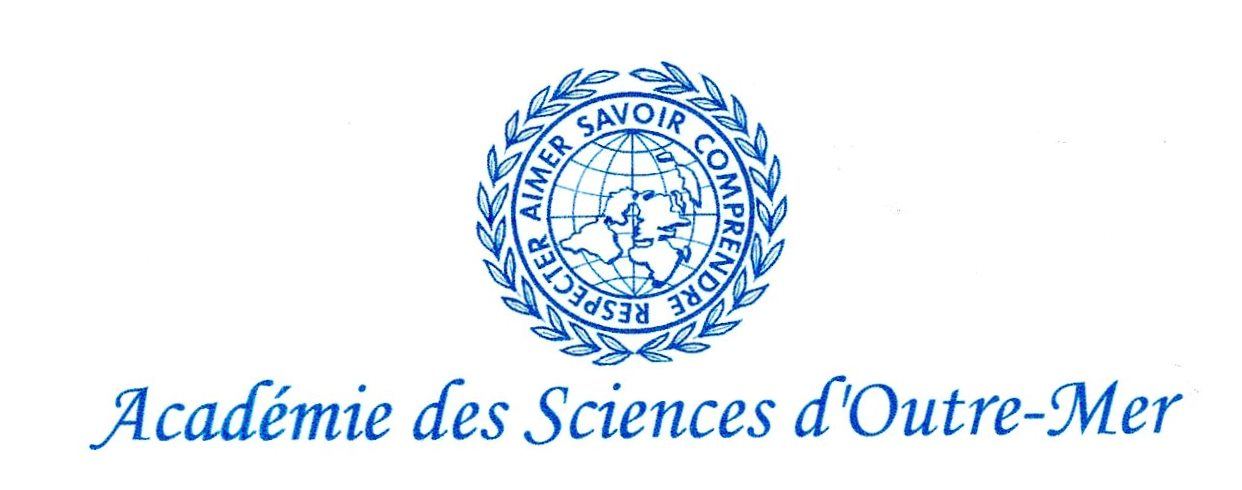 SAVOIR COMPRENDRE RESPECTER AIMER
Académie des Sciences d'Outre-Mer